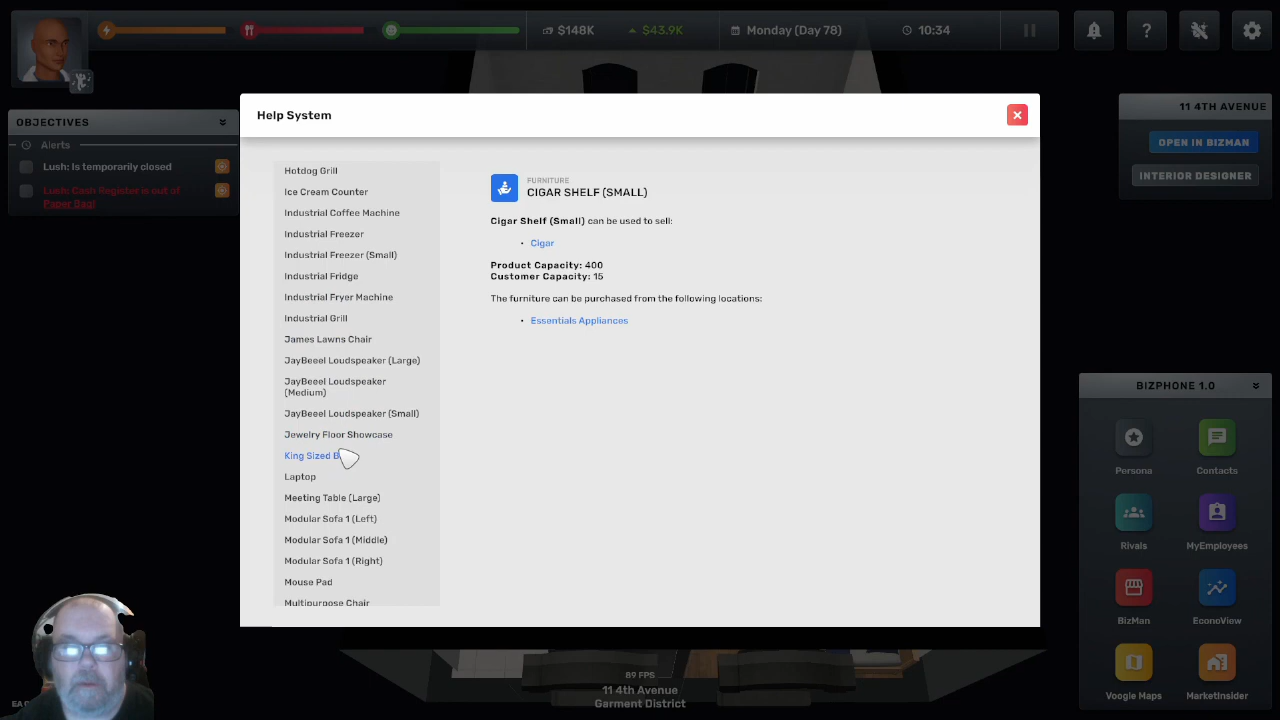 $148K
$43.9K
Monday (Day 78)
10:34
?
OBJECTIVES
Alerts
Lush: Is temporarily closed
Lush: Cash Register is out of
Paper Bag!
Help System
Hotdog Grill
Ice Cream Counter
Industrial Coffee Machine
Industrial Freezer
Industrial Freezer (Small)
Industrial Fridge
Industrial Fryer Machine
Industrial Grill
James Lawns Chair
JayBeeel Loudspeaker (Large)
JayBeeel Loudspeaker
(Medium)
JayBeeel Loudspeaker (Small)
Jewelry Floor Showcase
King Sized
Laptop
Meeting Table (Large)
Modular Sofa 1 (Left)
Modular Sofa 1 (Middle)
Modular Sofa 1 (Right)
Mouse Pad
Multipurpose Chair
FURNITURE
CIGAR SHELF (SMALL)
Cigar Shelf (Small) can be used to sell:
• Cigar
Product Capacity: 400
Customer Capacity: 15
The furniture can be purchased from the following locations:
• Essentials Appliances
11 4TH AVENUE
OPEN IN BIZMAN
INTERIOR DESIGNER
BIZPHONE 1.0
Persona
Contacts
Rivals
MyEmployees
BizMan
EconoView
Voogle Maps
MarketInsider
89 FPS
11 4th Avenue
Garment District